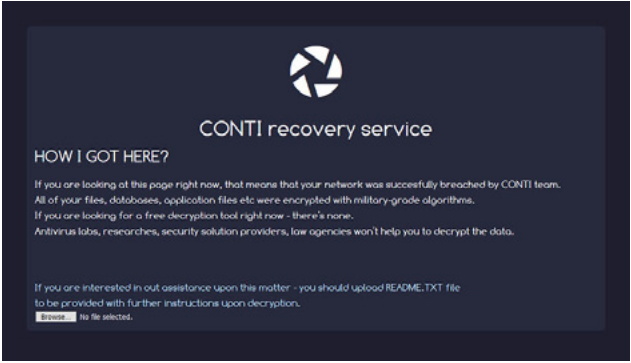 CONTI recovery service
HOW I GOT HERE?
If you are looking at this page right now, that means that your network was succesfully breached by CONTI team.
All of your files, databases, application files etc were encrypted with military-grade algorithms.
If you are looking for a free decryption tool right now - there's none.
Antivirus labs, researches, security solution providers, law agencies won't help you to decrypt the data.
If you are interested in out assistance upon this matter - you should upload README.TXT file
to be provided with further instructions upon decryption.
Browse... No file selected.